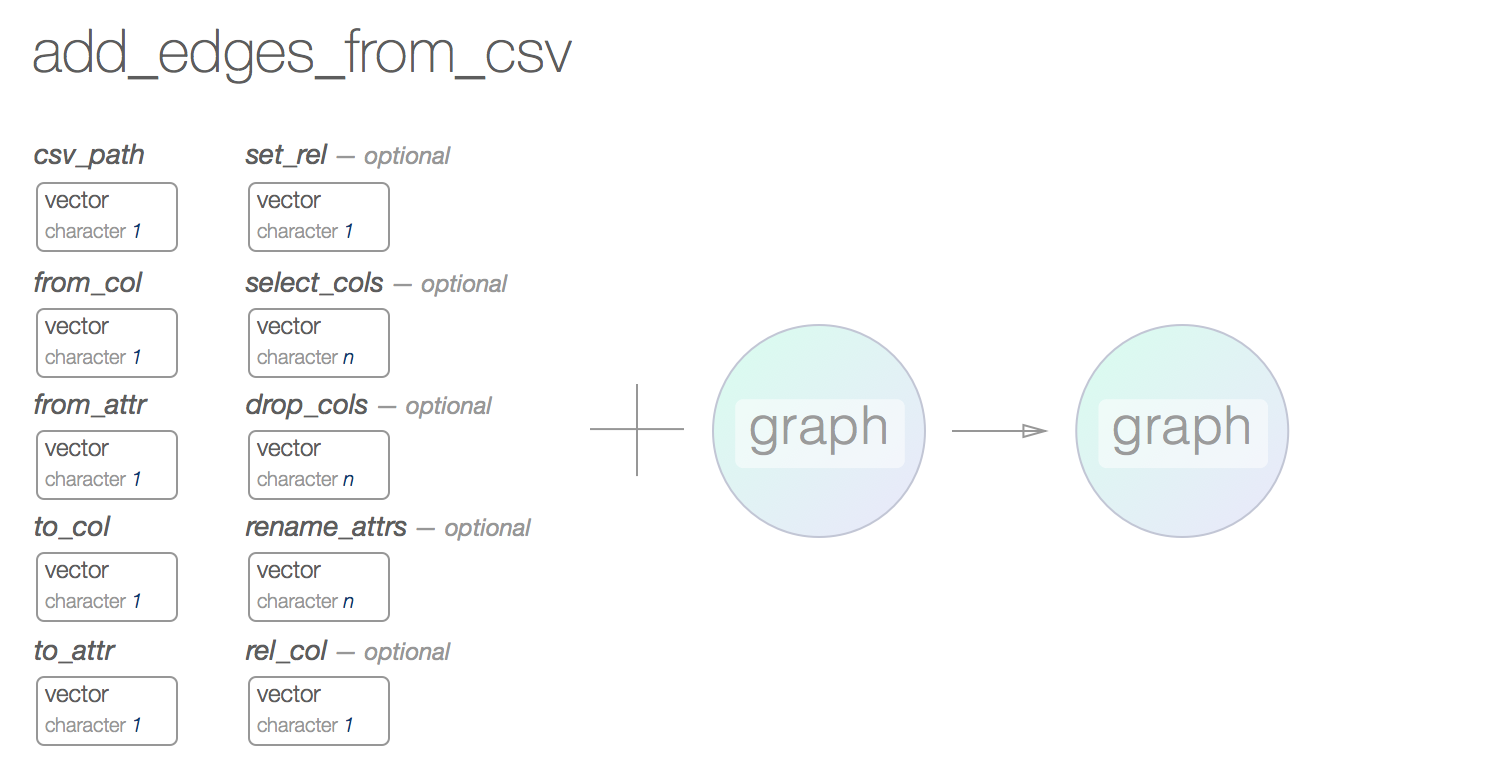 add_edges_from_csv
csv_path
vector
character 1
from_col
vector
character 1
from_attr
vector
character 1
to_col
vector
character 1
to_attr
vector
character 1
set_rel — optional
vector
character 1
select_cols — optional
vector
character n
drop_cols — optional
vector
character n
rename_attrs — optional
vector
character n
rel_col — optional
vector
character 1
graph
graph